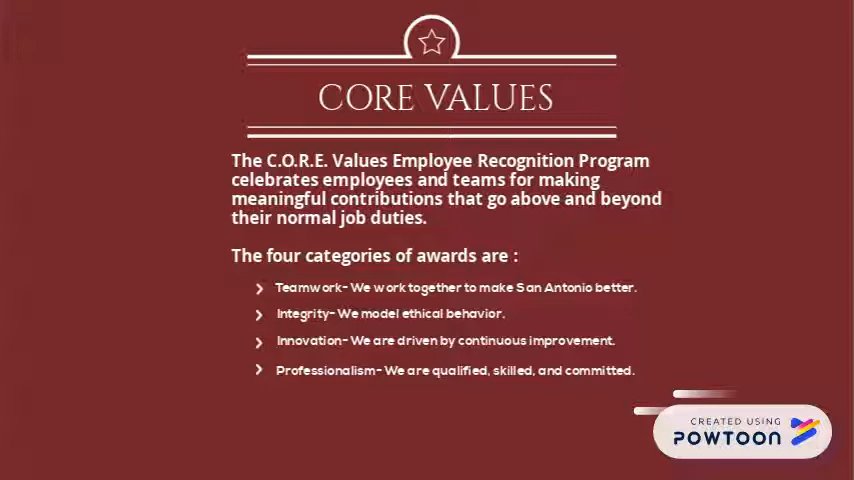 CORE VALUES
The C.O.R.E. Values Employee Recognition Program
celebrates employees and teams for making
meaningful contributions that go above and beyond
their normal job duties.
The four categories of awards are :
Teamwork- We work together to make San Antonio better.
Integrity- We model ethical behavior.
Innovation- We are driven by continuous improvement.
Professionalism- We are qualified, skilled, and committed.
CREATED USING
POWTOON